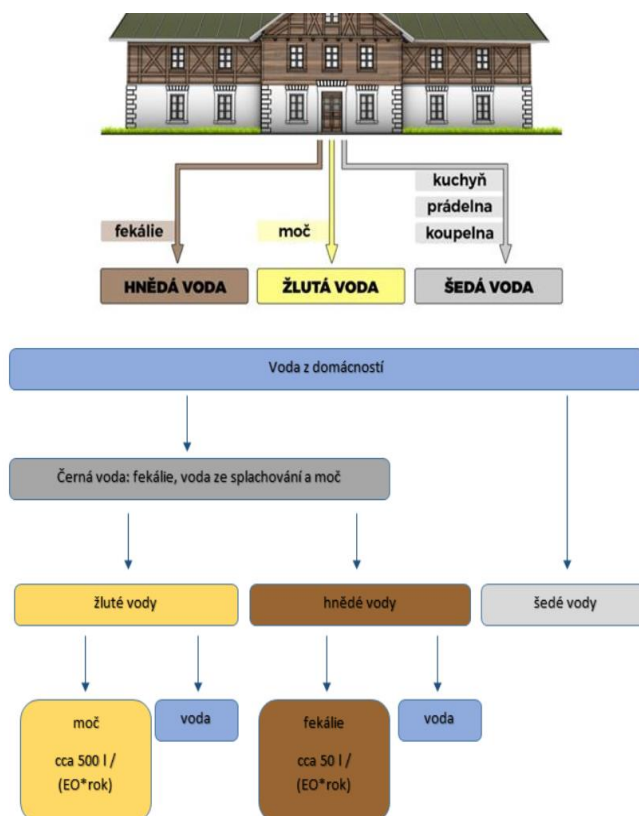 kuchyň
prádelna
koupelna
fekálie
moč
HNĚDÁ VODA
ŽLUTÁ VODA
ŠEDÁ VODA
Voda z domácností
Černá voda: fekálie, voda ze splachování a moč
žluté vody
hnědé vody
šedé vody
moč
cca 500 l /
(EO*rok)
voda
fekálie
cca 50 l /
(EO*rok)
voda